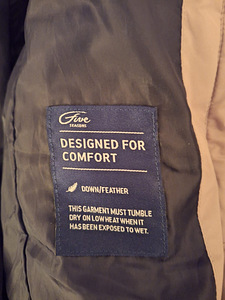 Five
SEASONS
DESIGNED FOR
COMFORT
DOWN/FEATHER
THIS GARMENT MUST TUMBLE
DRY ON LOW HEAT WHEN IT
HAS BEEN EXPOSED TO WET.